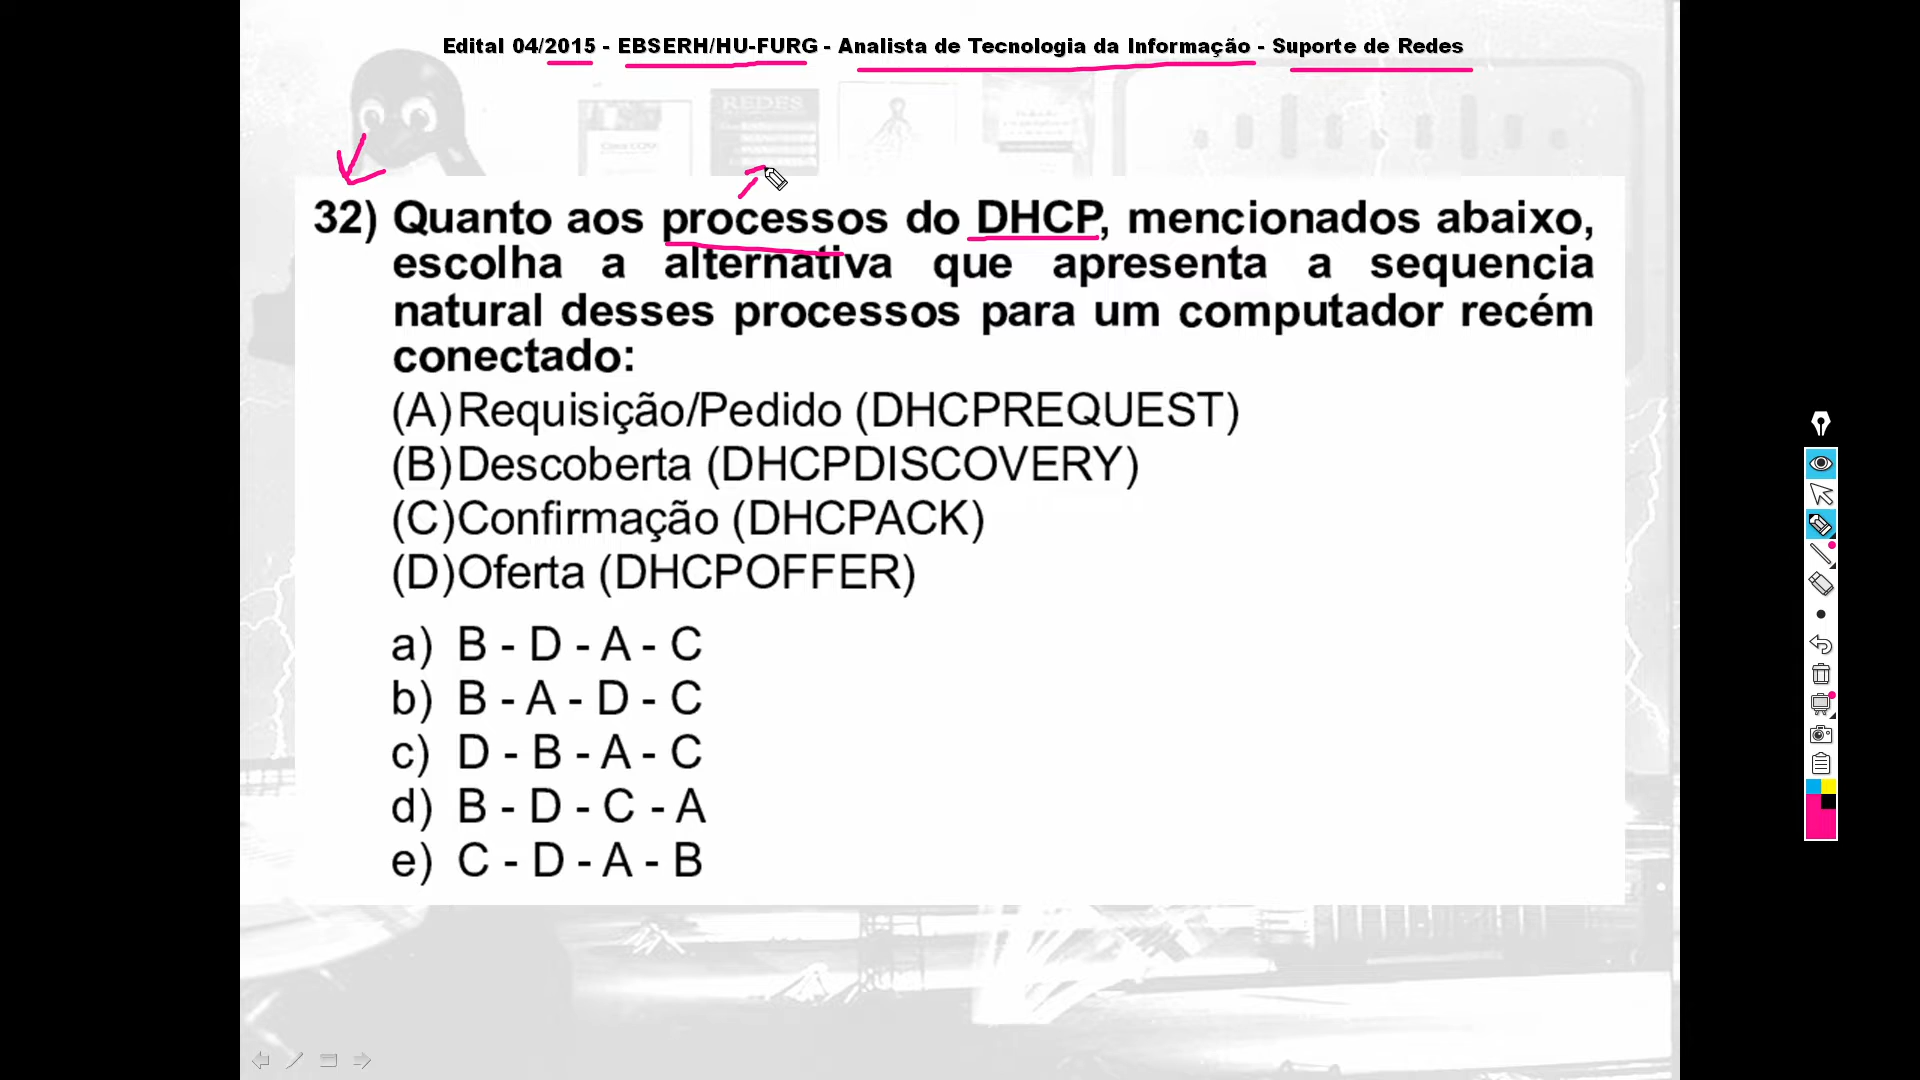 Edital 04/2015 - EBSERH/HU-FURG - Analista de Tecnologia da Informação - Suporte de Redes
REDES
32) Quanto aos processos do DHCP, mencionados abaixo,
escolha a alternativa que apresenta a sequencia
natural desses processos para um computador recém
conectado:
(A) Requisição/Pedido (DHCPREQUEST)
(B) Descoberta (DHCPDISCOVERY)
(C) Confirmação (DHCPACK)
(D) Oferta (DHCPOFFER)
a) B - D - A - C
b) B - A - D - C
c) D - B - A - C
d) B - D - C - A
e) C - D - A - B